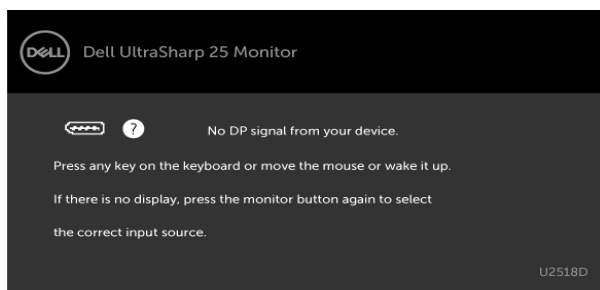 DELL Dell UltraSharp 25 Monitor
? No DP signal from your device.
Press any key on the keyboard or move the mouse or wake it up.
If there is no display, press the monitor button again to select
the correct input source.
U2518D